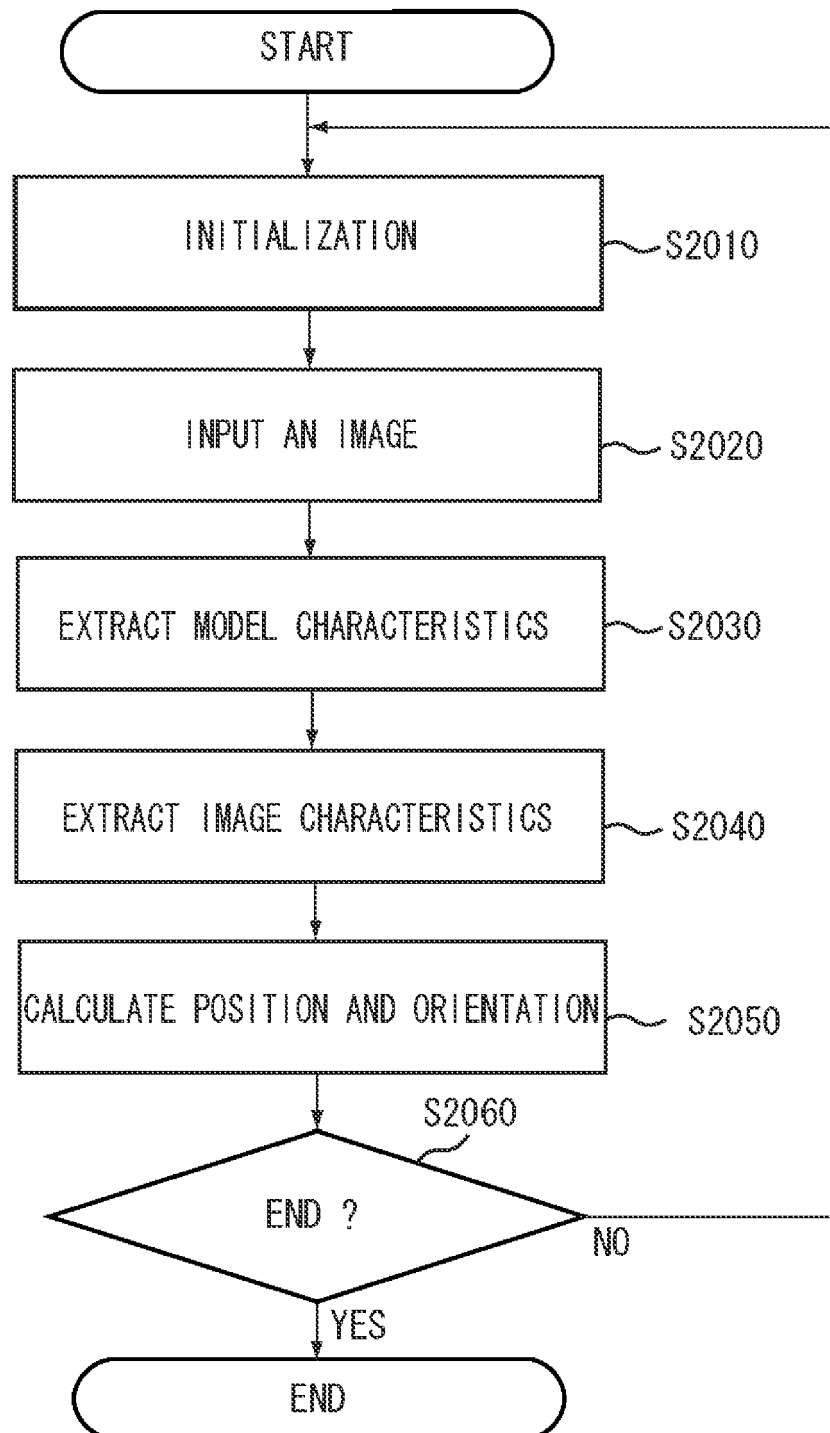 START
INITIALIZATION
S2010
INPUT AN IMAGE
S2020
EXTRACT MODEL CHARACTERISTICS
S2030
EXTRACT IMAGE CHARACTERISTICS
S2040
CALCULATE POSITION AND ORIENTATION
S2050
S2060
END ?
NO
YES
END